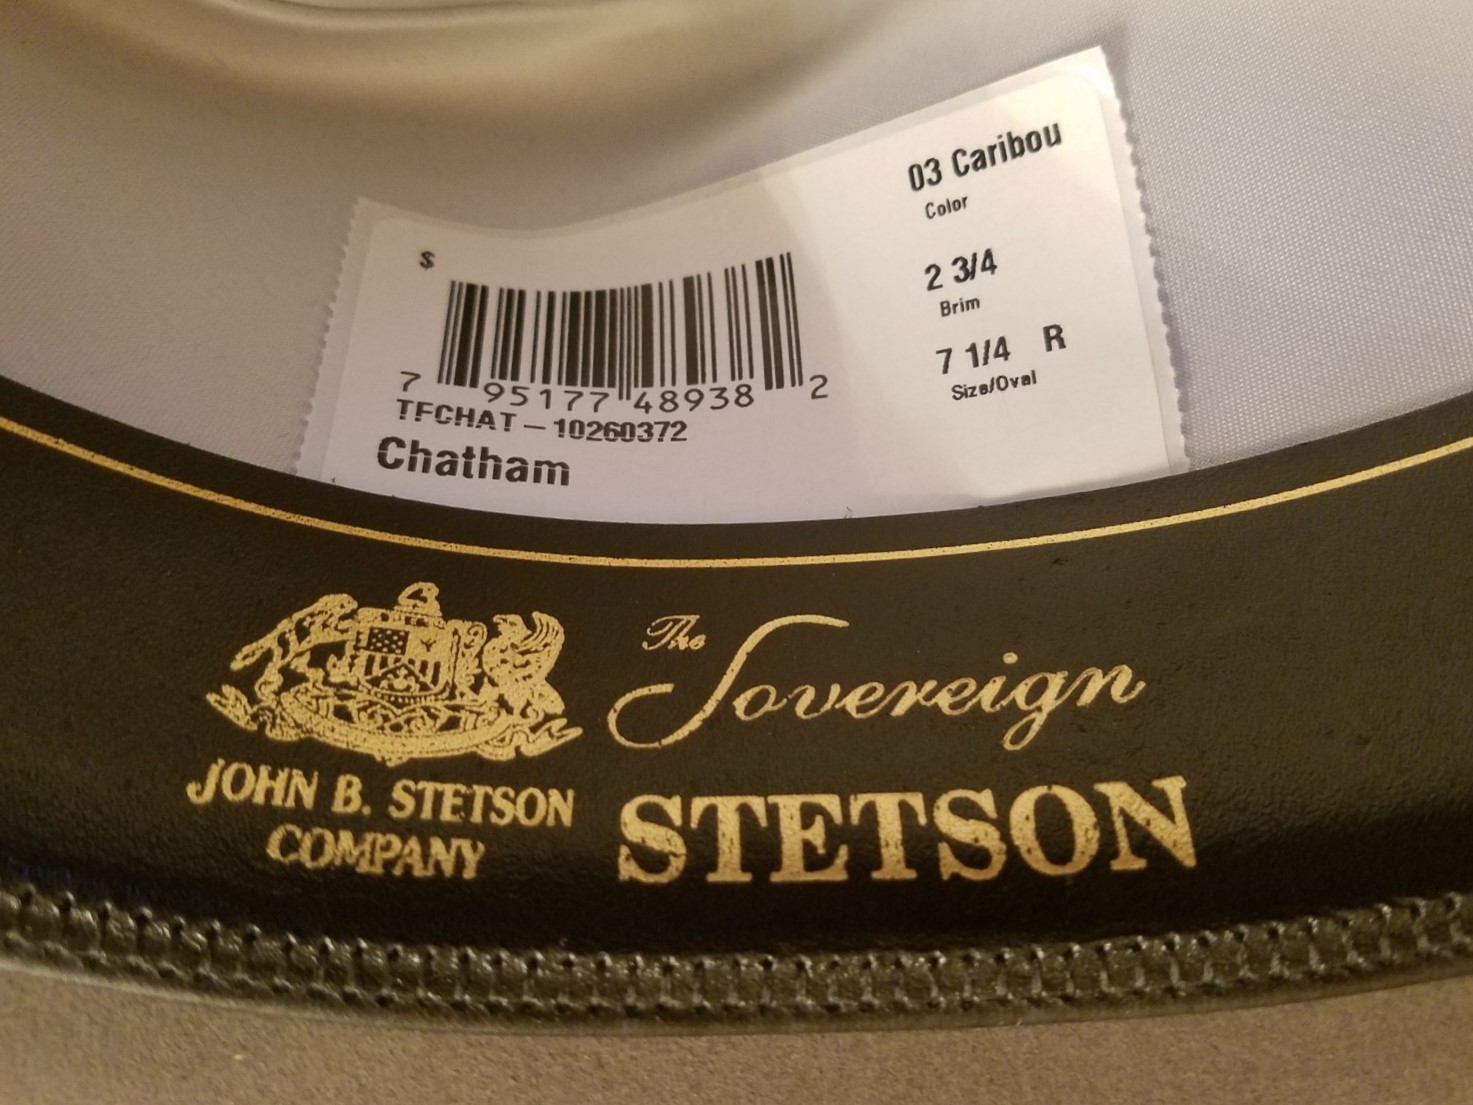 $
7 95177 48938 2
TFCHAT – 10260372
Chatham
03 Caribou
Color
2 3/4
Brim
7 1/4 R
Size/Oval
JOHN B. STETSON
COMPANY
The Sovereign
STETSON